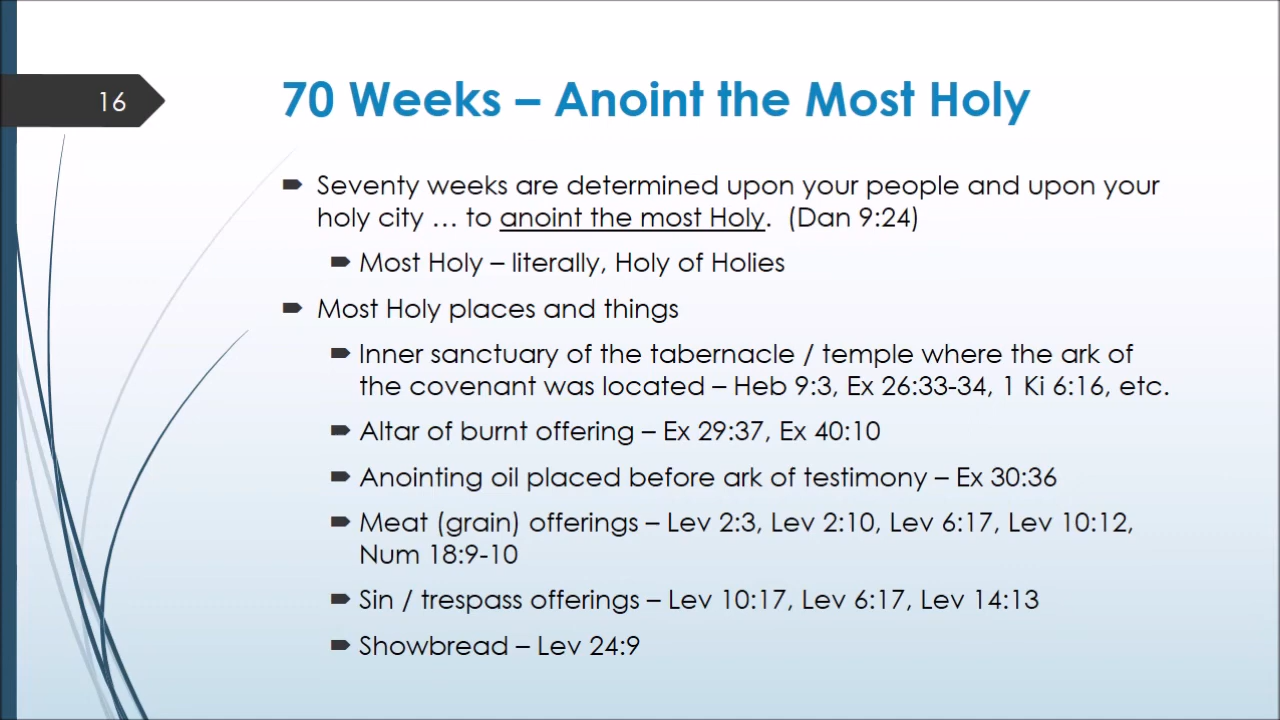 16
70 Weeks – Anoint the Most Holy
Seventy weeks are determined upon your people and upon your
holy city … to anoint the most Holy. (Dan 9:24)
Most Holy – literally, Holy of Holies
Most Holy places and things
Inner sanctuary of the tabernacle / temple where the ark of
the covenant was located – Heb 9:3, Ex 26:33-34, 1 Ki 6:16, etc.
Altar of burnt offering – Ex 29:37, Ex 40:10
Anointing oil placed before ark of testimony – Ex 30:36
Meat (grain) offerings – Lev 2:3, Lev 2:10, Lev 6:17, Lev 10:12,
Num 18:9-10
Sin / trespass offerings – Lev 10:17, Lev 6:17, Lev 14:13
Showbread – Lev 24:9